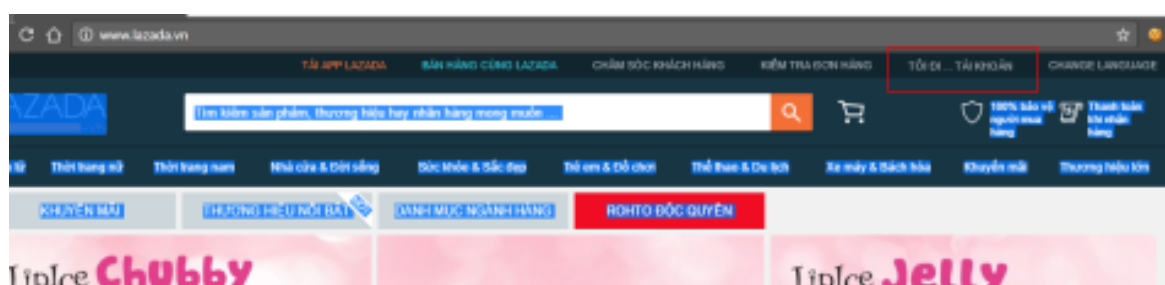 www.lazada.vn
TẢI APP LAZADA BÁN HÀNG CÙNG LAZADA CHĂM SÓC KHÁCH HÀNG KIỂM TRA ĐƠN HÀNG TÔI ĐI ... TÀI KHOẢN CHANGE LANGUAGE
LAZADA Tìm kiếm sản phẩm, thương hiệu hay nhãn hàng mong muốn .... 100% bảo vệ người mua hàng Thanh toán khi nhận hàng
Thời trang nữ Thời trang nam Nhà cửa & Đời sống Sức khỏe & Sắc đẹp Trẻ em & Đồ chơi Thể thao & Du lịch Xe máy & Bách hóa Khuyến mãi Thương hiệu lớn
KHUYẾN MÃI THƯƠNG HIỆU NỔI BẬT DANH MỤC NGÀNH HÀNG ROHTO ĐỘC QUYỀN
LipIce Chubby LipIce Jelly